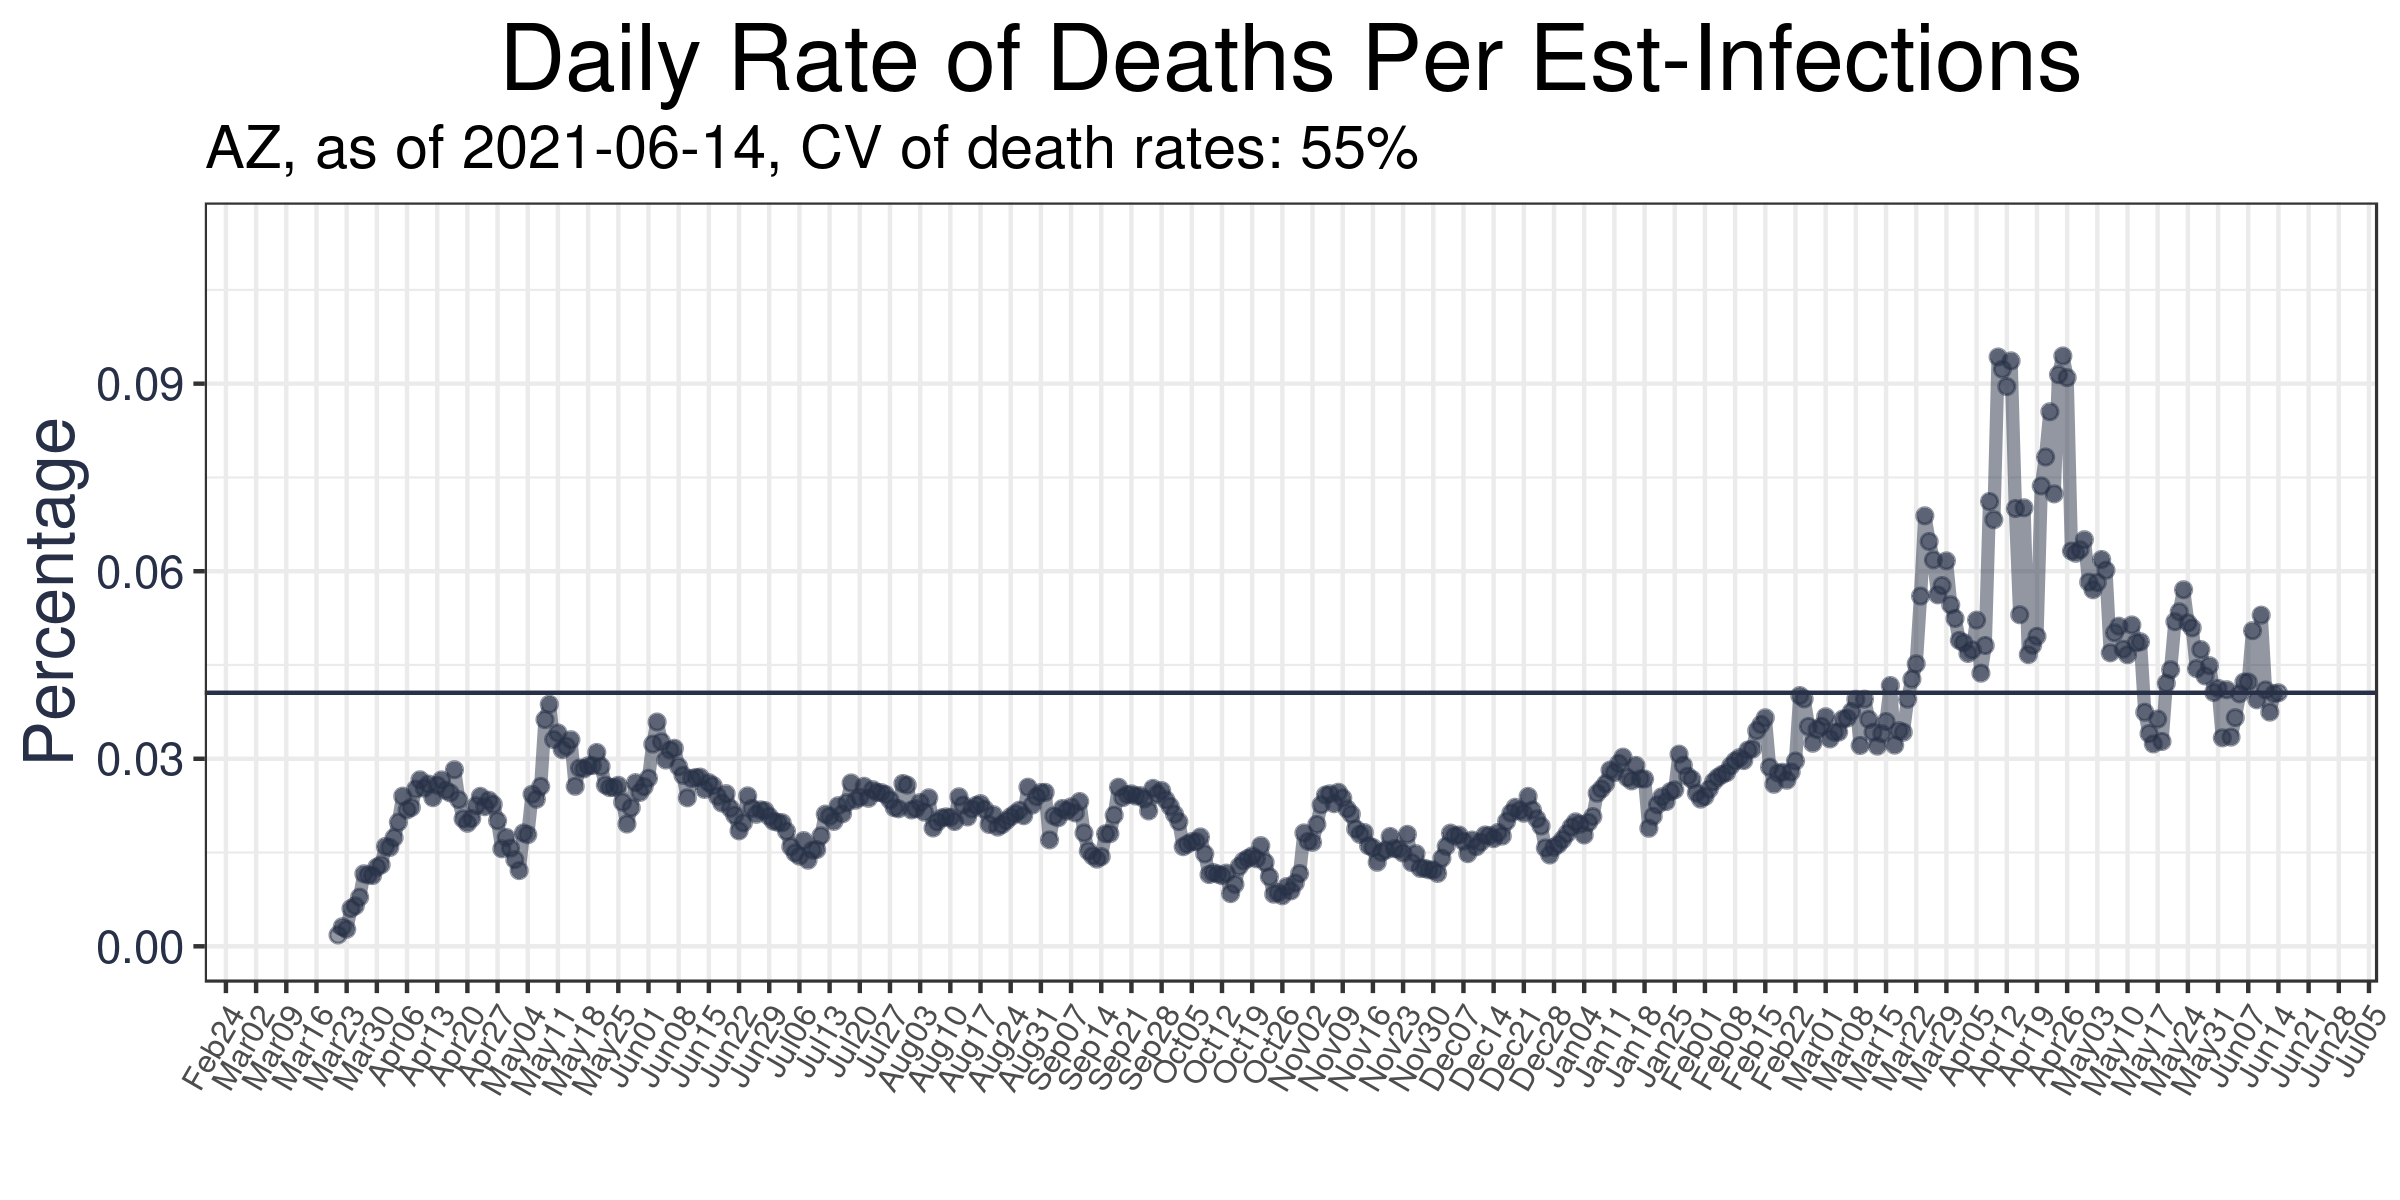 Daily Rate of Deaths Per Est-Infections
AZ, as of 2021-06-14, CV of death rates: 55%
Percentage
0.09
0.06
0.03
0.00
Feb24
Mar02
Mar09
Mar16
Mar23
Mar30
Apr06
Apr13
Apr20
Apr27
May04
May11
May18
May25
Jun01
Jun08
Jun15
Jun22
Jun29
Jul06
Jul13
Jul20
Jul27
Aug03
Aug10
Aug17
Aug24
Aug31
Sep07
Sep14
Sep21
Sep28
Oct05
Oct12
Oct19
Oct26
Nov02
Nov09
Nov16
Nov23
Nov30
Dec07
Dec14
Dec21
Dec28
Jan04
Jan11
Jan18
Jan25
Feb01
Feb08
Feb15
Feb22
Mar01
Mar08
Mar15
Mar22
Mar29
Apr05
Apr12
Apr19
Apr26
May03
May10
May17
May24
May31
Jun07
Jun14
Jun21
Jun28
Jul05